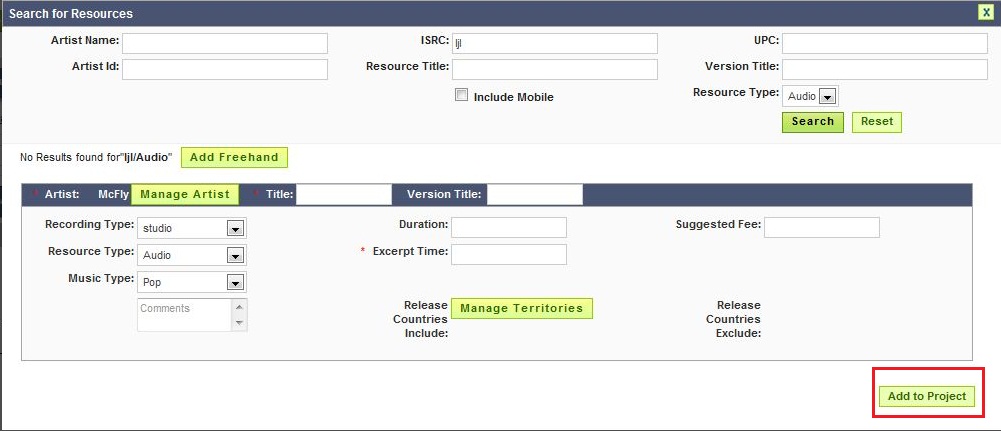 Search for Resources X
Artist Name: ISRC: ljl UPC:
Artist Id: Resource Title: Version Title:
Include Mobile Resource Type: Audio
Search Reset
No Results found for"ljl/Audio" Add Freehand
* Artist: McFly Manage Artist * Title: Version Title:
Recording Type: studio Duration: Suggested Fee:
Resource Type: Audio * Excerpt Time:
Music Type: Pop
Comments Release Countries Include: Manage Territories Release Countries Exclude:
Add to Project